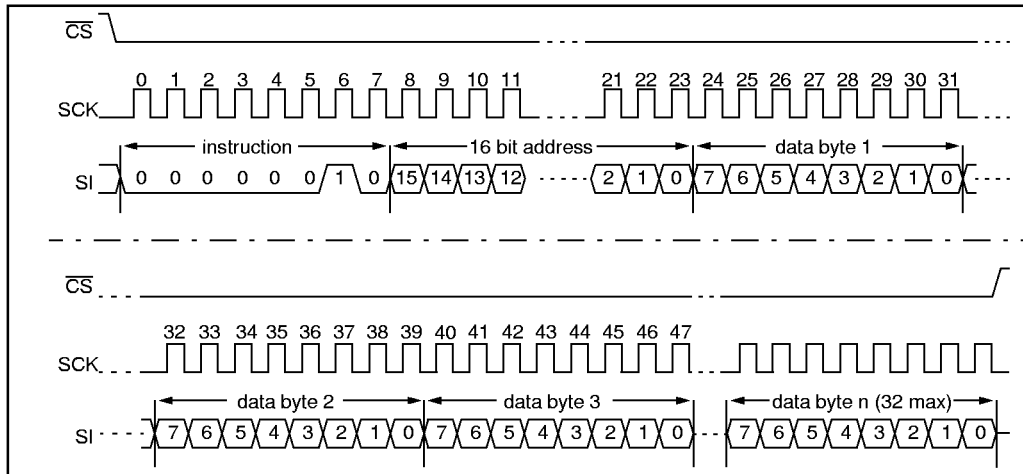 CS
0 1 2 3 4 5 6 7 8 9 10 11 21 22 23 24 25 26 27 28 29 30 31
SCK
instruction 16 bit address data byte 1
SI 0 0 0 0 0 0 1 0 15 14 13 12 2 1 0 7 6 5 4 3 2 1 0
CS
32 33 34 35 36 37 38 39 40 41 42 43 44 45 46 47
SCK
data byte 2 data byte 3 data byte n (32 max)
SI 7 6 5 4 3 2 1 0 7 6 5 4 3 2 1 0 7 6 5 4 3 2 1 0